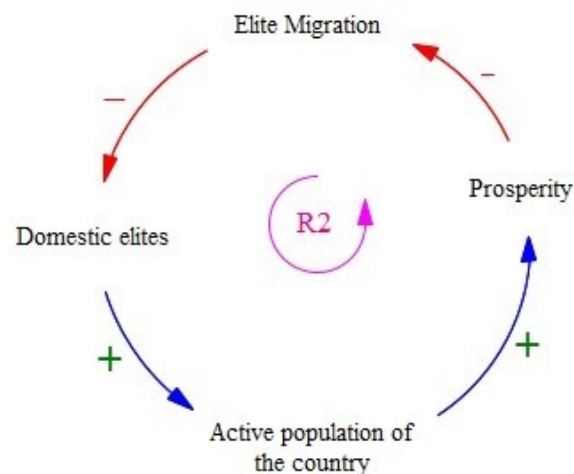 Elite Migration
−
−
Prosperity
Domestic elites
R2
+
+
Active population of
the country